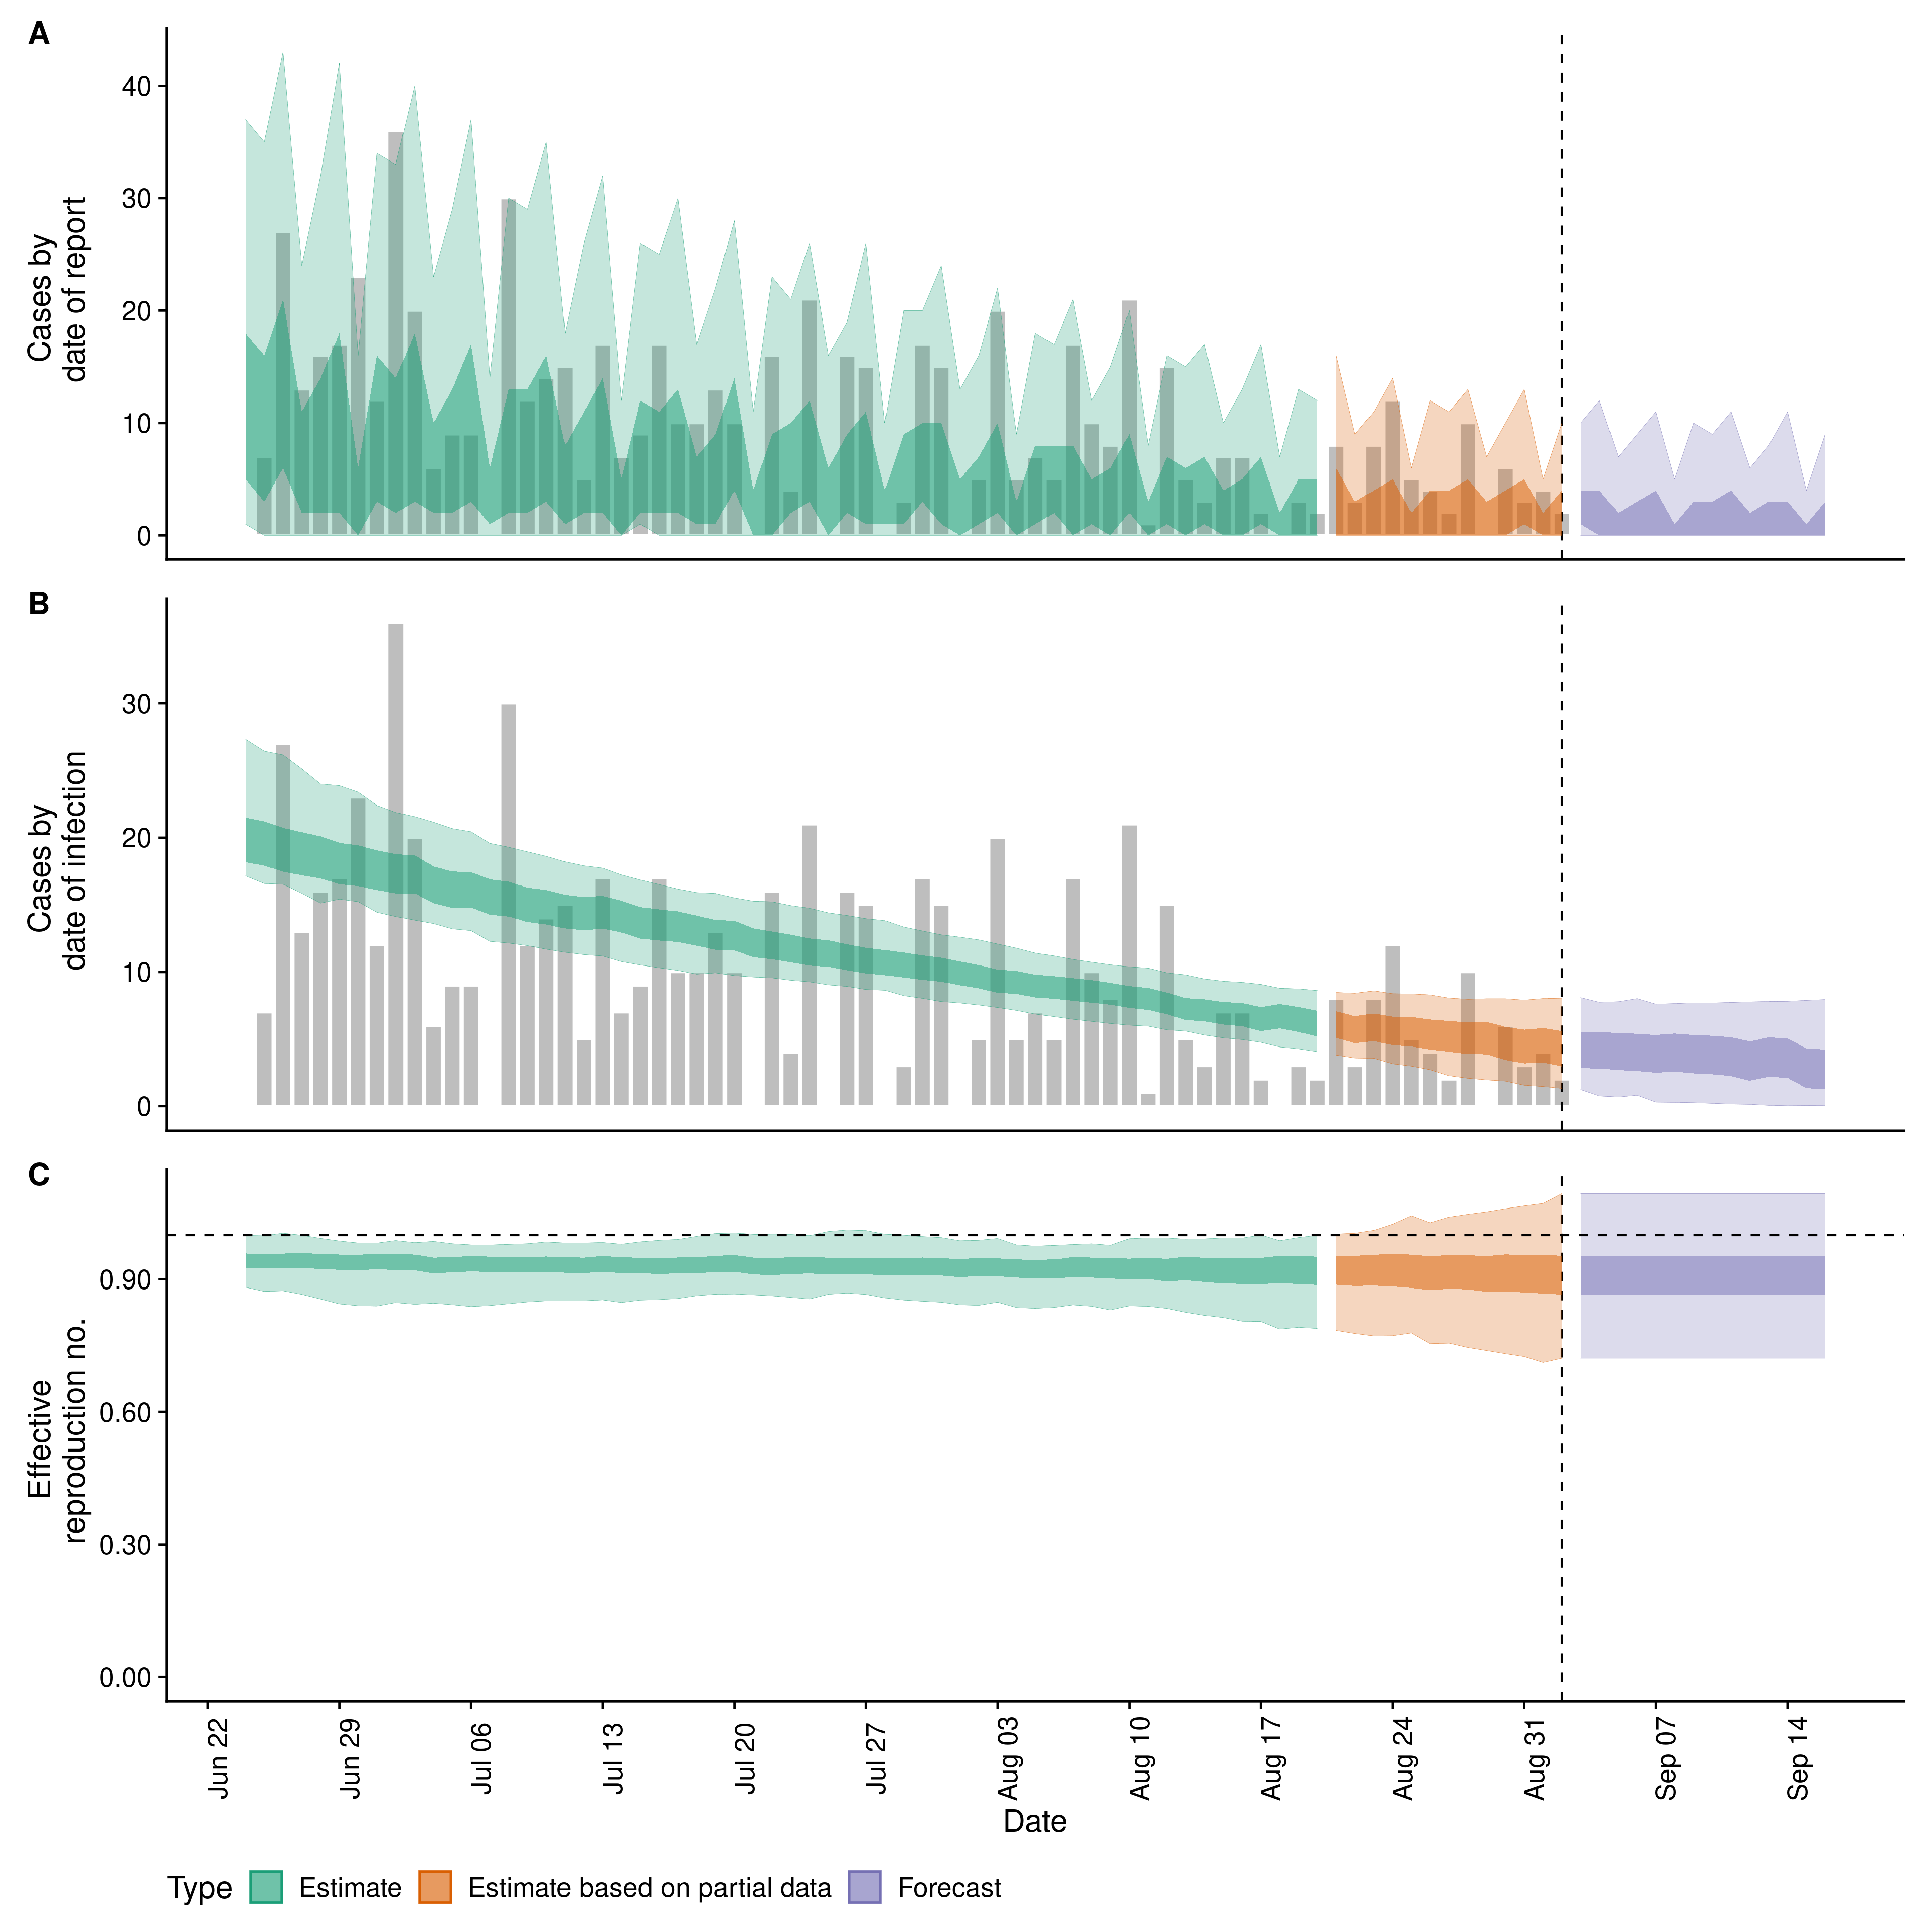 A
Cases by
date of report
40
30
20
10
0
B
Cases by
date of infection
30
20
10
0
C
Effective
reproduction no.
0.90
0.60
0.30
0.00
Jun 22
Jun 29
Jul 06
Jul 13
Jul 20
Jul 27
Aug 03
Aug 10
Aug 17
Aug 24
Aug 31
Sep 07
Sep 14
Date
Type Estimate Estimate based on partial data Forecast